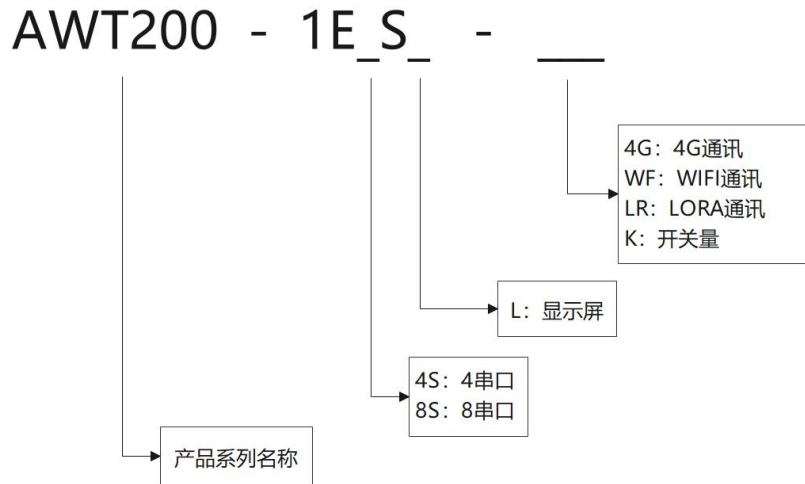 AWT200 - 1E_S_ - ___
4G：4G通讯
WF：WIFI通讯
LR：LORA通讯
K：开关量
L：显示屏
4S：4串口
8S：8串口
产品系列名称